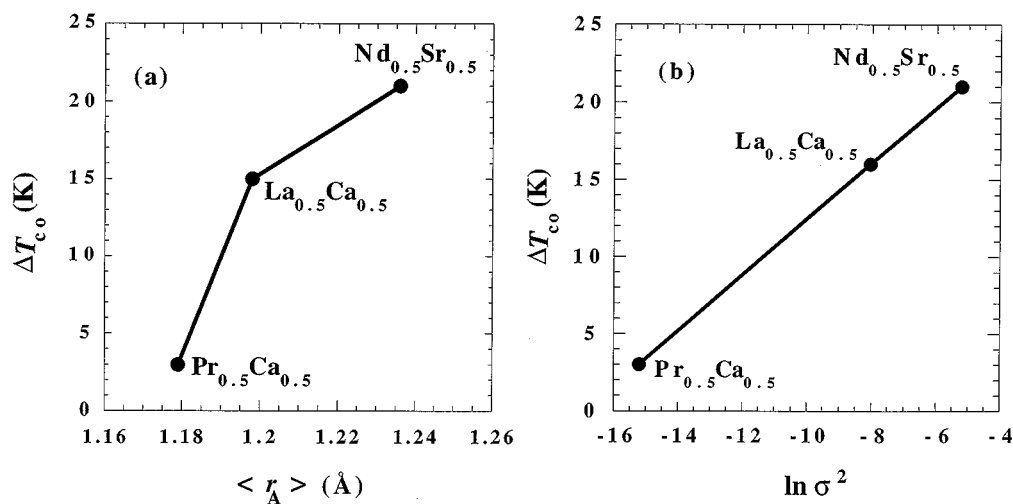 (a)
Nd0.5Sr0.5
La0.5Ca0.5
Pr0.5Ca0.5
ΔTco (K)
25
20
15
10
5
0
1.16 1.18 1.2 1.22 1.24 1.26
< rA > (Å)
(b)
Nd0.5Sr0.5
La0.5Ca0.5
Pr0.5Ca0.5
ΔTco (K)
25
20
15
10
5
0
-16 -14 -12 -10 -8 -6 -4
ln σ²